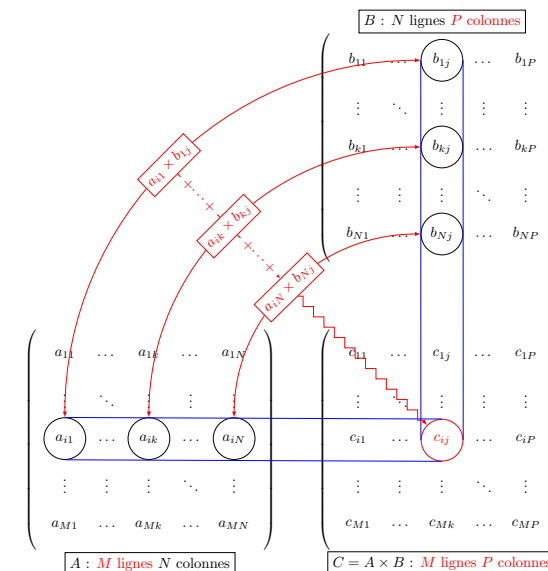 B : N lignes P colonnes
b11 … b1j … b1P
⋮ ⋱ ⋮ ⋮
bk1 … bkj … bkP
⋮ ⋮ ⋱ ⋮
bN1 … bNj … bNP
ai1 × b1j
+ ⋯ +
aik × bkj
+ ⋯ +
aiN × bNj
a11 … a1k … a1N
⋮ ⋱ ⋮ ⋮
ai1 … aik … aiN
⋮ ⋮ ⋮ ⋱ ⋮
aM1 … aMk … aMN
A : M lignes N colonnes
c11 … c1j … c1P
⋮ ⋱ ⋮ ⋮
ci1 … cij … ciP
⋮ ⋮ ⋮ ⋱ ⋮
cM1 … cMk … cMP
C = A × B : M lignes P colonnes